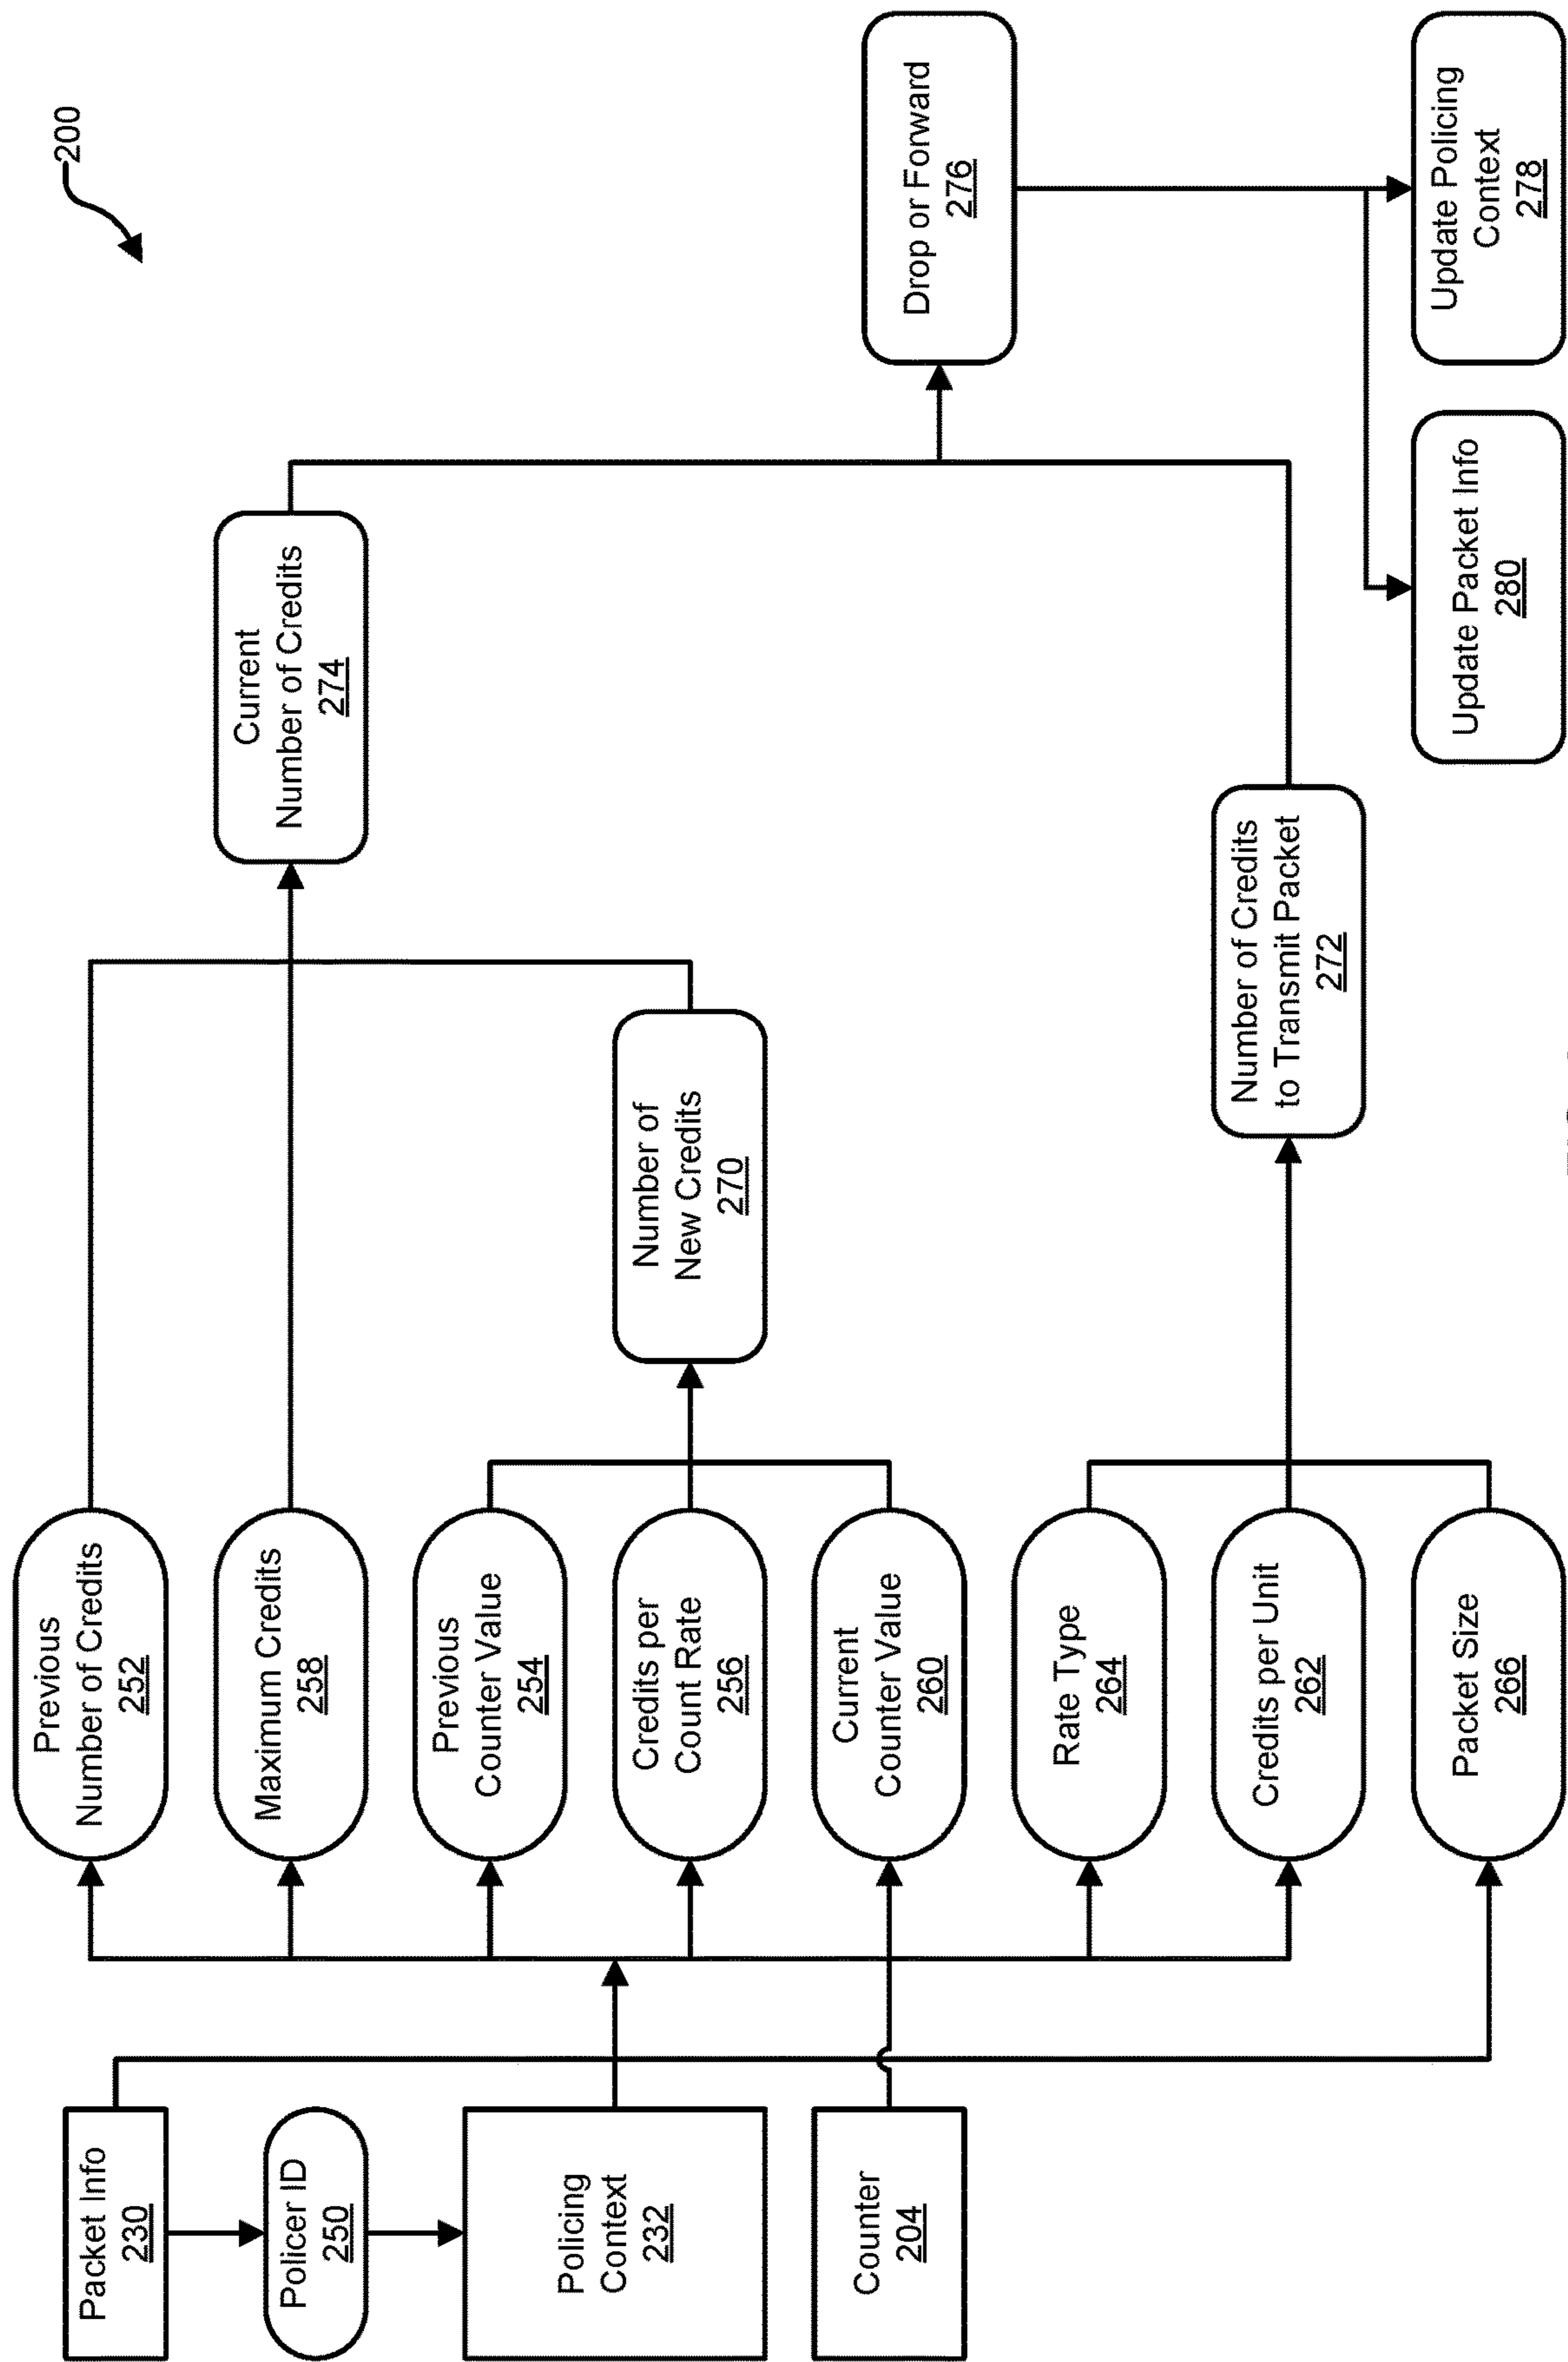 200
Packet Info
230
Policer ID
250
Policing
Context
232
Counter
204
Previous
Number of Credits
252
Maximum Credits
258
Previous
Counter Value
254
Credits per
Count Rate
256
Current
Counter Value
260
Rate Type
264
Credits per Unit
262
Packet Size
266
Number of
New Credits
270
Number of Credits
to Transmit Packet
272
Current
Number of Credits
274
Drop or Forward
276
Update Packet Info
280
Update Policing
Context
278